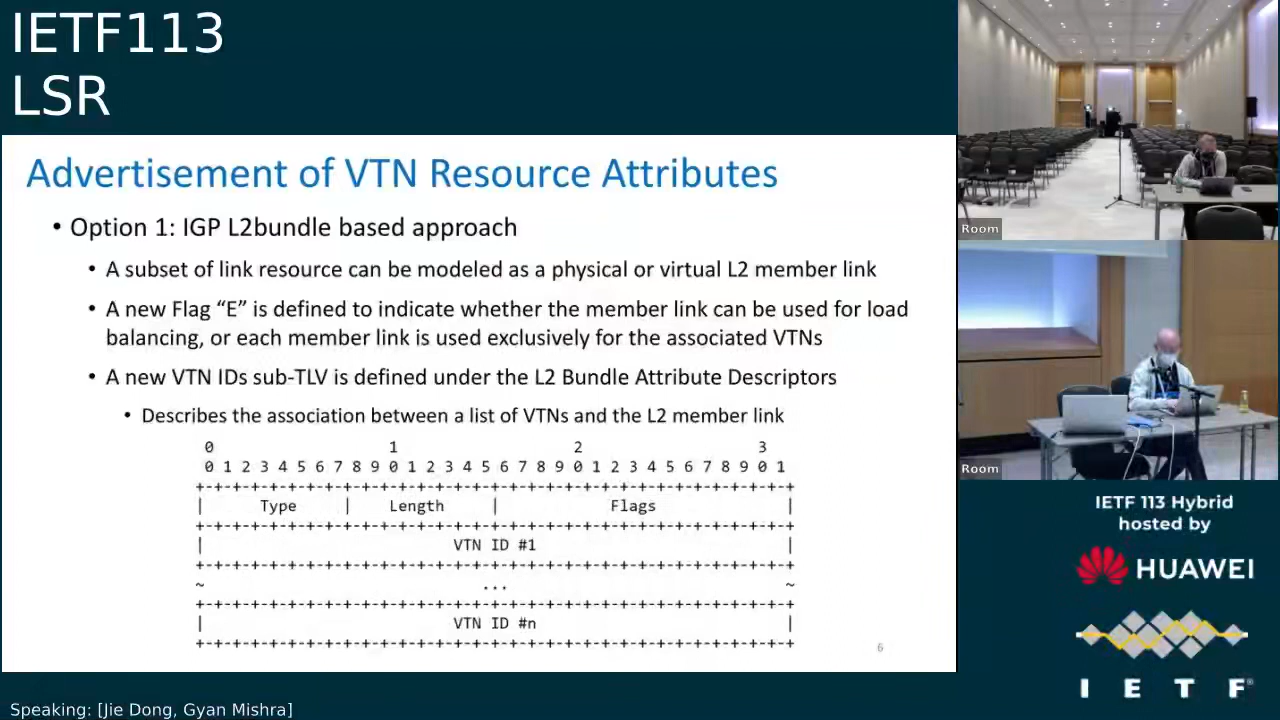 IETF113
LSR
Advertisement of VTN Resource Attributes
• Option 1: IGP L2bundle based approach
• A subset of link resource can be modeled as a physical or virtual L2 member link
• A new Flag “E” is defined to indicate whether the member link can be used for load
balancing, or each member link is used exclusively for the associated VTNs
• A new VTN IDs sub-TLV is defined under the L2 Bundle Attribute Descriptors
• Describes the association between a list of VTNs and the L2 member link
0 1 2 3
0 1 2 3 4 5 6 7 8 9 0 1 2 3 4 5 6 7 8 9 0 1 2 3 4 5 6 7 8 9 0 1
+-+-+-+-+-+-+-+-+-+-+-+-+-+-+-+-+-+-+-+-+-+-+-+-+-+-+-+-+-+-+-+-+
| Type | Length | Flags |
+-+-+-+-+-+-+-+-+-+-+-+-+-+-+-+-+-+-+-+-+-+-+-+-+-+-+-+-+-+-+-+-+
| VTN ID #1 |
+-+-+-+-+-+-+-+-+-+-+-+-+-+-+-+-+-+-+-+-+-+-+-+-+-+-+-+-+-+-+-+-+
~ ... ~
+-+-+-+-+-+-+-+-+-+-+-+-+-+-+-+-+-+-+-+-+-+-+-+-+-+-+-+-+-+-+-+-+
| VTN ID #n |
+-+-+-+-+-+-+-+-+-+-+-+-+-+-+-+-+-+-+-+-+-+-+-+-+-+-+-+-+-+-+-+-+
6
Room
Room
IETF 113 Hybrid
hosted by
HUAWEI
I E T F®
Speaking: [Jie Dong, Gyan Mishra]